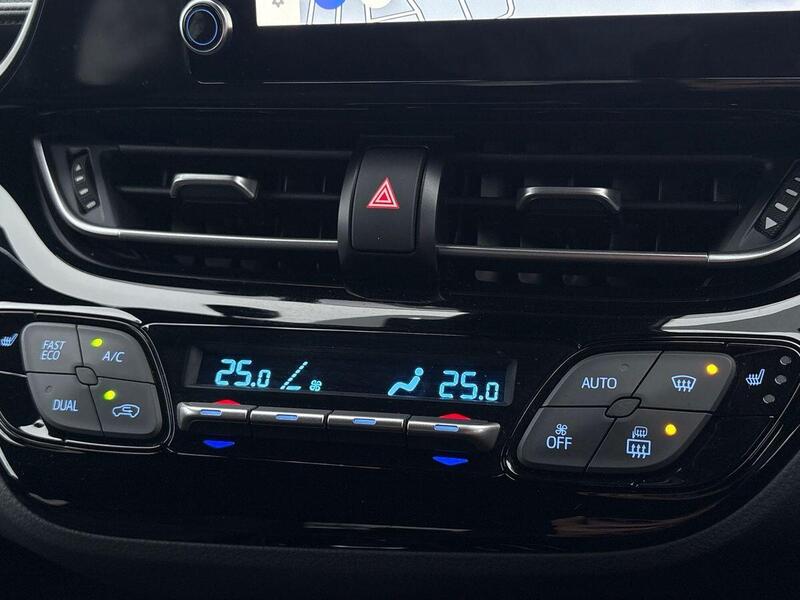 FAST
ECO
A/C
DUAL
25.0
25.0
AUTO
OFF